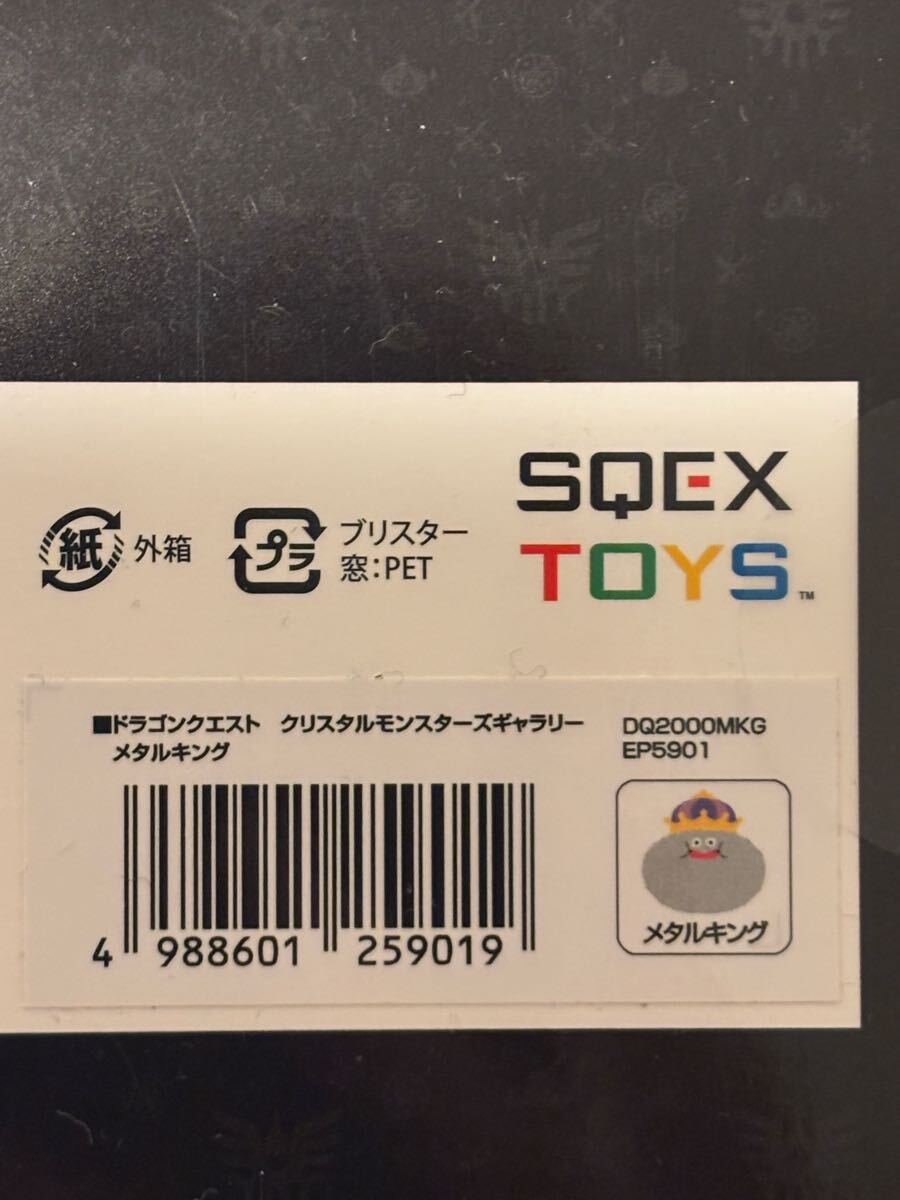 SQEX
TOYS™
紙 外箱
プラ ブリスター
窓：PET
■ドラゴンクエスト　クリスタルモンスターズギャラリー
メタルキング
DQ2000MKG
EP5901
4 988601 259019
メタルキング